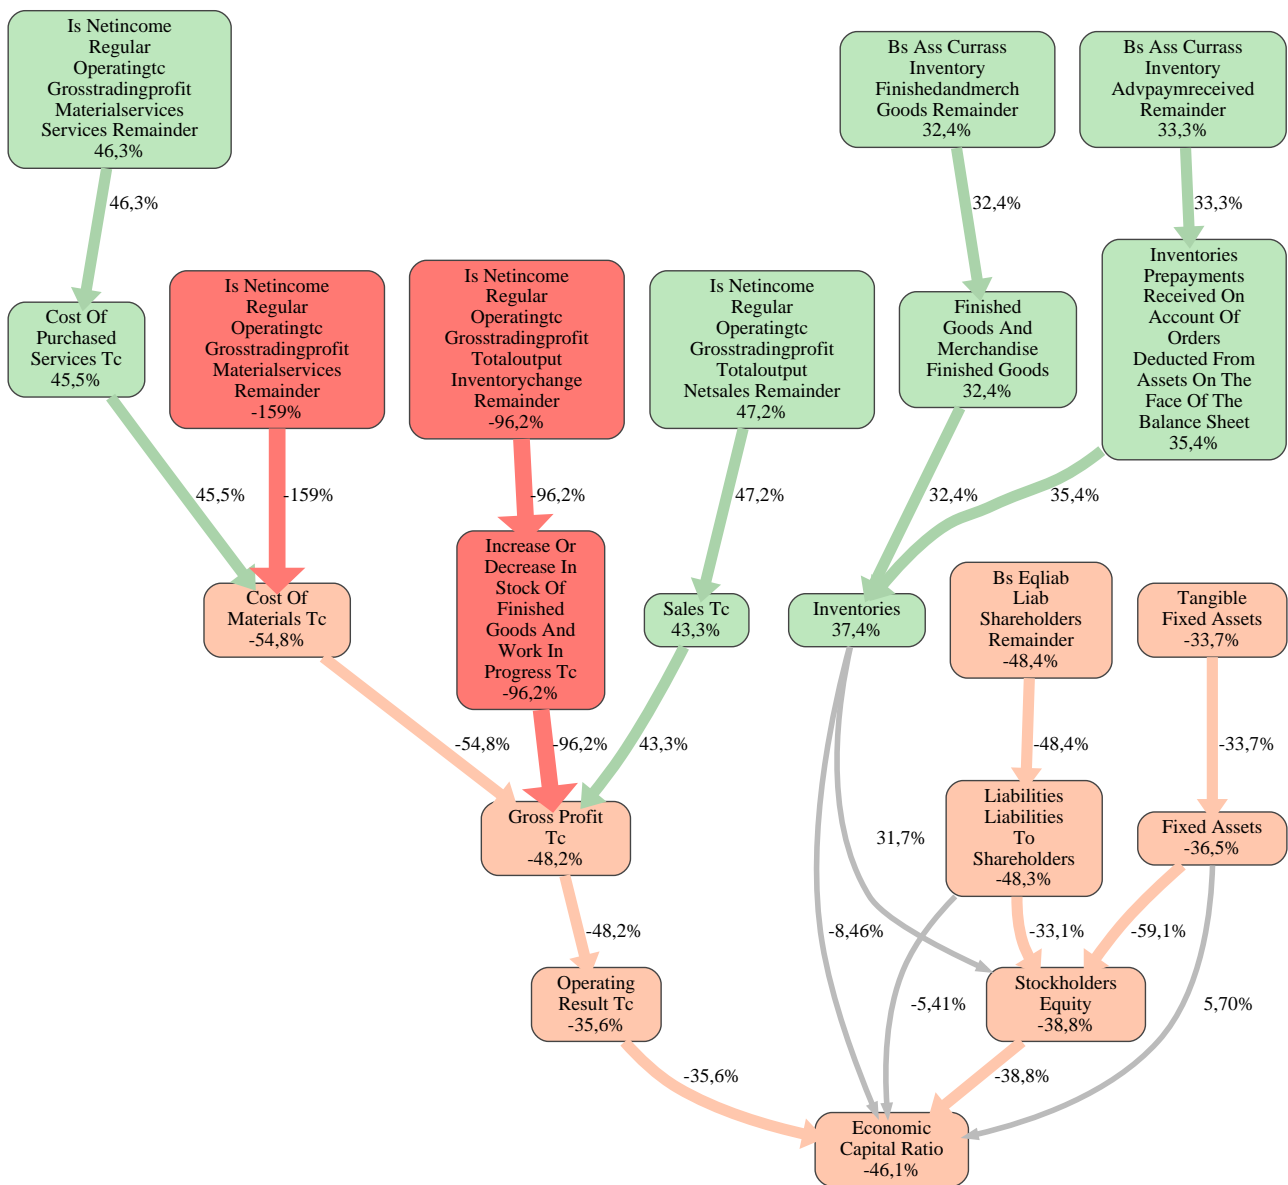 Is Netincome
Regular
Operatingtc
Grosstradingprofit
Materialservices
Services Remainder
46,3%
Bs Ass Currass
Inventory
Finishedandmerch
Goods Remainder
32,4%
Bs Ass Currass
Inventory
Advpaymreceived
Remainder
33,3%
46,3%
32,4%
33,3%
Cost Of
Purchased
Services Tc
45,5%
Is Netincome
Regular
Operatingtc
Grosstradingprofit
Materialservices
Remainder
-159%
Is Netincome
Regular
Operatingtc
Grosstradingprofit
Totaloutput
Inventorychange
Remainder
-96,2%
Is Netincome
Regular
Operatingtc
Grosstradingprofit
Totaloutput
Netsales Remainder
47,2%
Finished
Goods And
Merchandise
Finished Goods
32,4%
Inventories
Prepayments
Received On
Account Of
Orders
Deducted From
Assets On The
Face Of The
Balance Sheet
35,4%
45,5%
-159%
-96,2%
47,2%
32,4%
35,4%
Cost Of
Materials Tc
-54,8%
Increase Or
Decrease In
Stock Of
Finished
Goods And
Work In
Progress Tc
-96,2%
Sales Tc
43,3%
Inventories
37,4%
Bs Eqliab
Liab
Shareholders
Remainder
-48,4%
Tangible
Fixed Assets
-33,7%
-54,8%
-96,2%
43,3%
-48,4%
-33,7%
Gross Profit
Tc
-48,2%
31,7%
Liabilities
Liabilities
To
Shareholders
-48,3%
Fixed Assets
-36,5%
-48,2%
-8,46%
-33,1%
-59,1%
Operating
Result Tc
-35,6%
-5,41%
Stockholders
Equity
-38,8%
5,70%
-35,6%
-38,8%
Economic
Capital Ratio
-46,1%